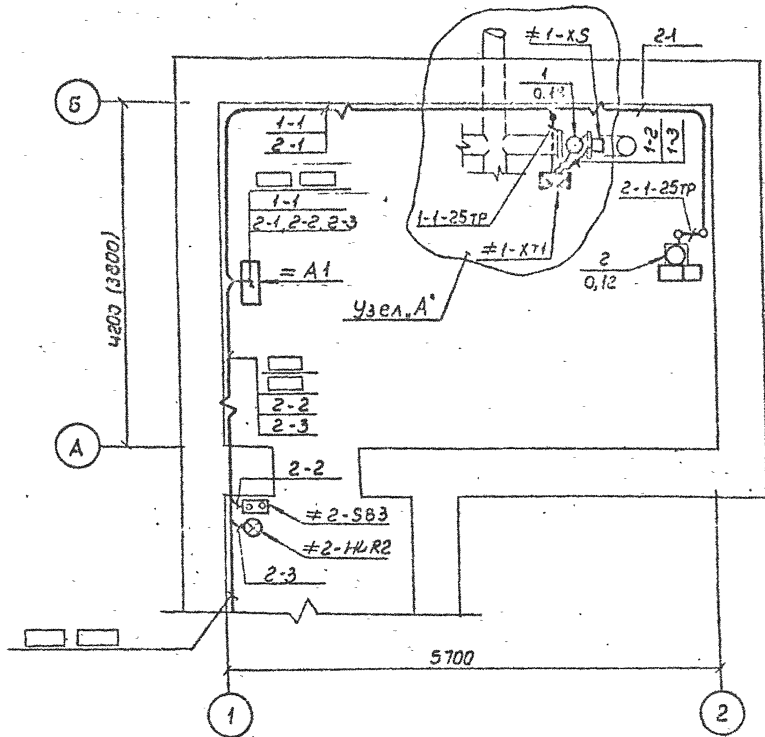 ≠1-XS
2-1
Б
1
0,12
1-1
2-1
1-2
1-3
1-1
2-1, 2-2, 2-3
1-1-25тр
2-1-25тр
≠1-XT1
= А1
2
0,12
Узел „А"
4200 (3800)
2-2
2-3
А
2-2
≠2-SB3
≠2-HLR2
2-3
5700
1
2